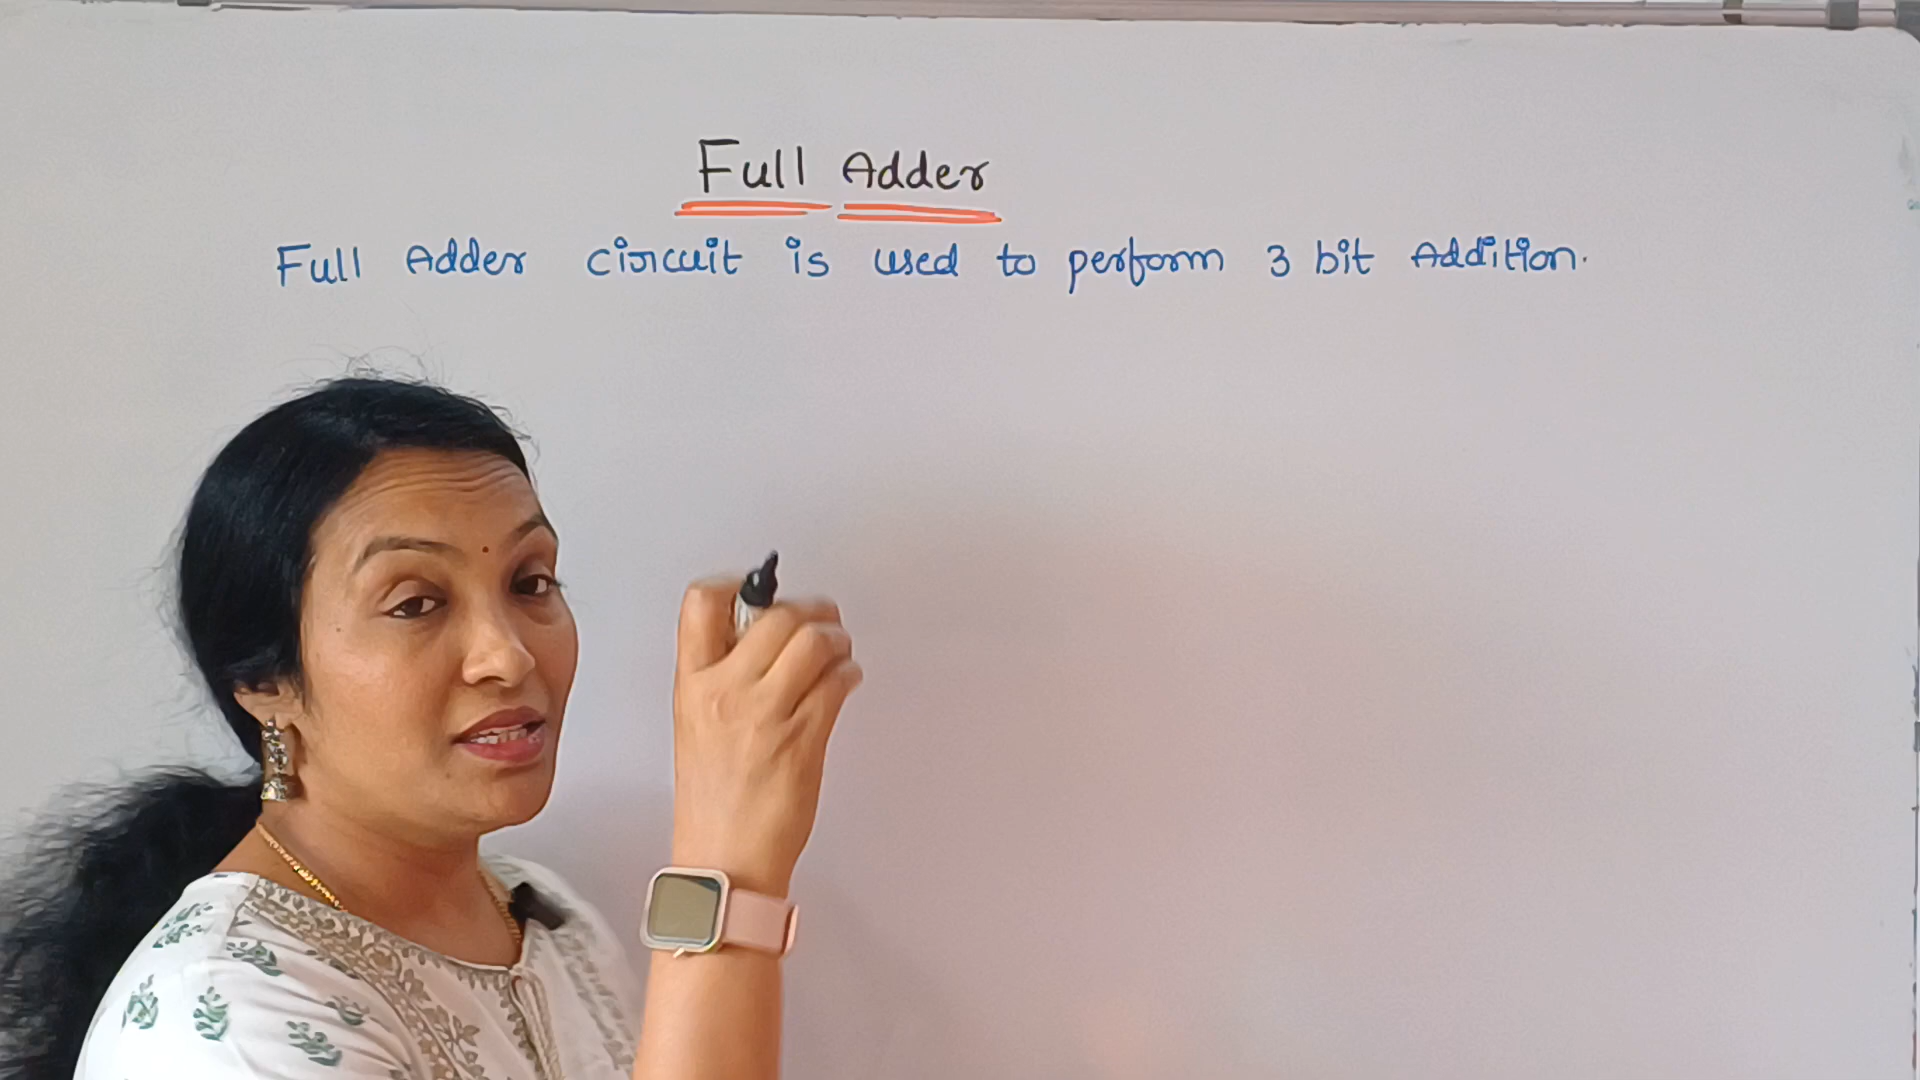 Full Adder
Full Adder circuit is used to perform 3 bit Addition.